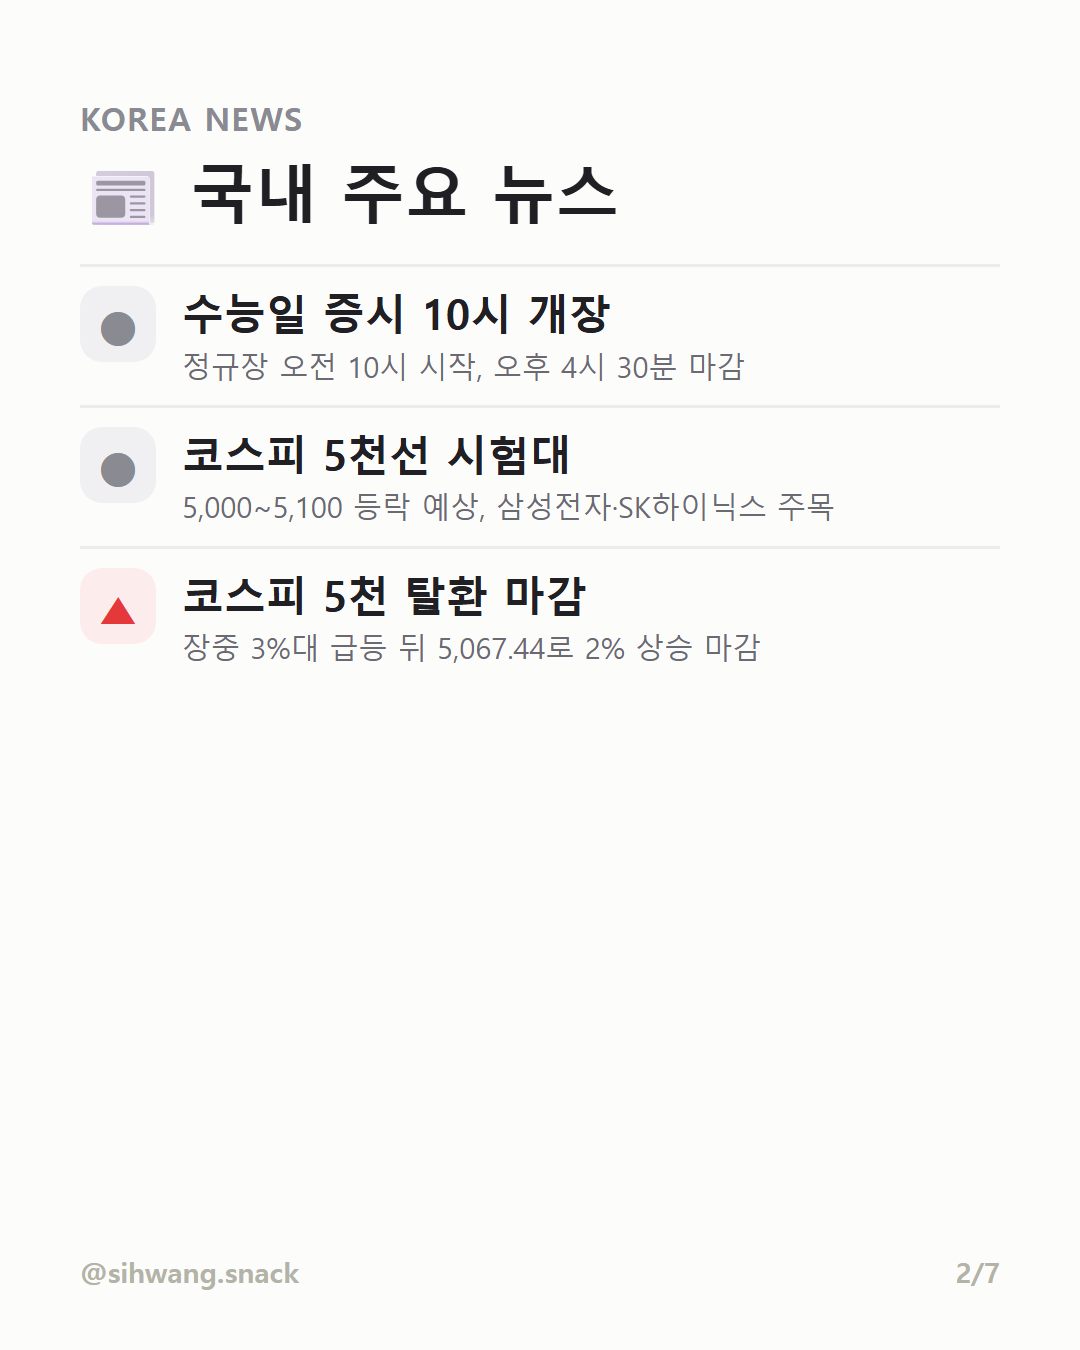 KOREA NEWS
국내 주요 뉴스
수능일 증시 10시 개장
정규장 오전 10시 시작, 오후 4시 30분 마감
코스피 5천선 시험대
5,000~5,100 등락 예상, 삼성전자·SK하이닉스 주목
코스피 5천 탈환 마감
장중 3%대 급등 뒤 5,067.44로 2% 상승 마감
@sihwang.snack
2/7